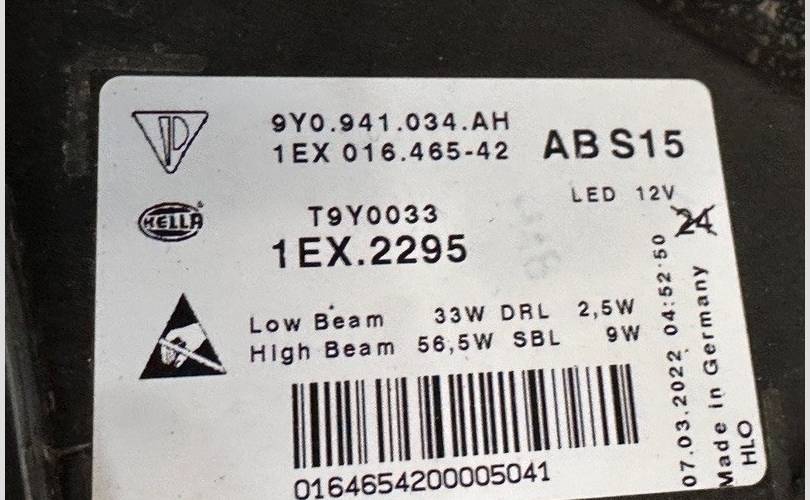 9Y0.941.034.AH
1EX 016.465-42
AB S15
LED 12V
24
HELLA
T9Y0033
1EX.2295
Low Beam 33W DRL 2,5W
High Beam 56,5W SBL 9W
0164654200005041
07.03.2022 04:52:50
Made in Germany
HLO